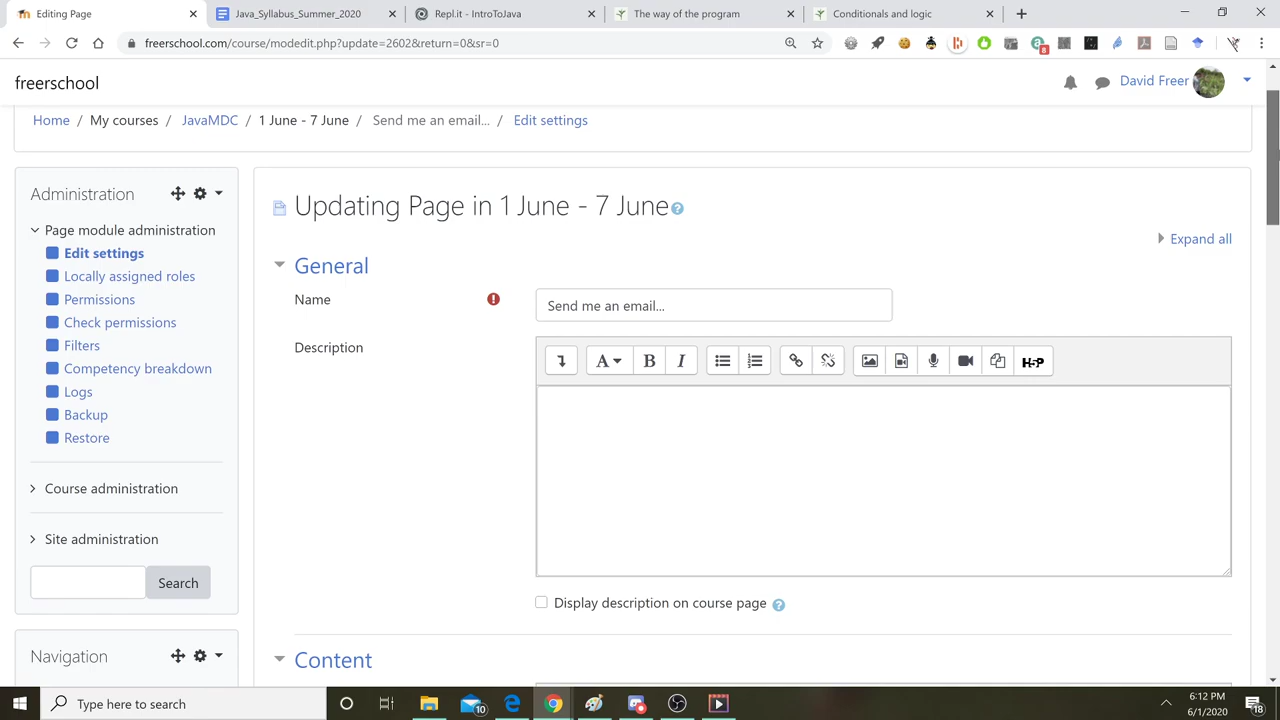 Editing Page
Java_Syllabus_Summer_2020
Repl.it - IntroToJava
The way of the program
Conditionals and logic
freerschool.com/course/modedit.php?update=2602&return=0&sr=0
8
freerschool
David Freer
Home / My courses / JavaMDC / 1 June - 7 June / Send me an email... / Edit settings
Administration
Page module administration
Edit settings
Locally assigned roles
Permissions
Check permissions
Filters
Competency breakdown
Logs
Backup
Restore
Course administration
Site administration
Search
Navigation
Updating Page in 1 June - 7 June
Expand all
General
Name
Send me an email...
Description
A
B
I
H-P
Display description on course page
Content
Type here to search
10
6:12 PM
6/1/2020
18